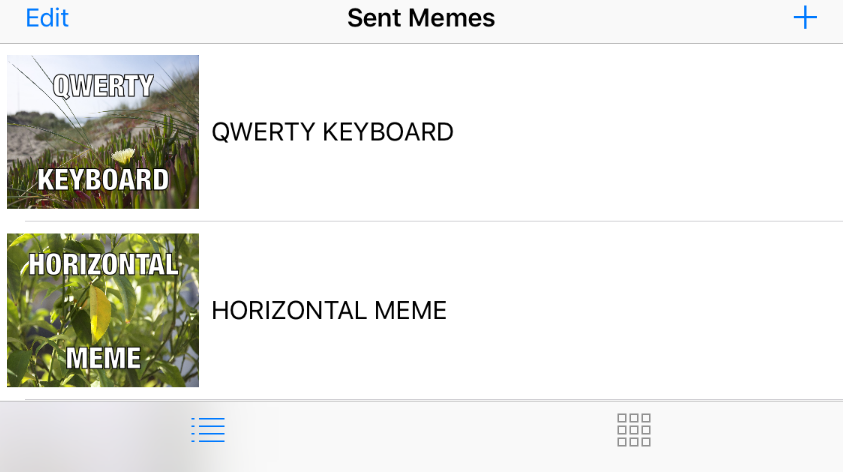 Edit
Sent Memes
+
QWERTY
KEYBOARD
QWERTY KEYBOARD
HORIZONTAL
MEME
HORIZONTAL MEME